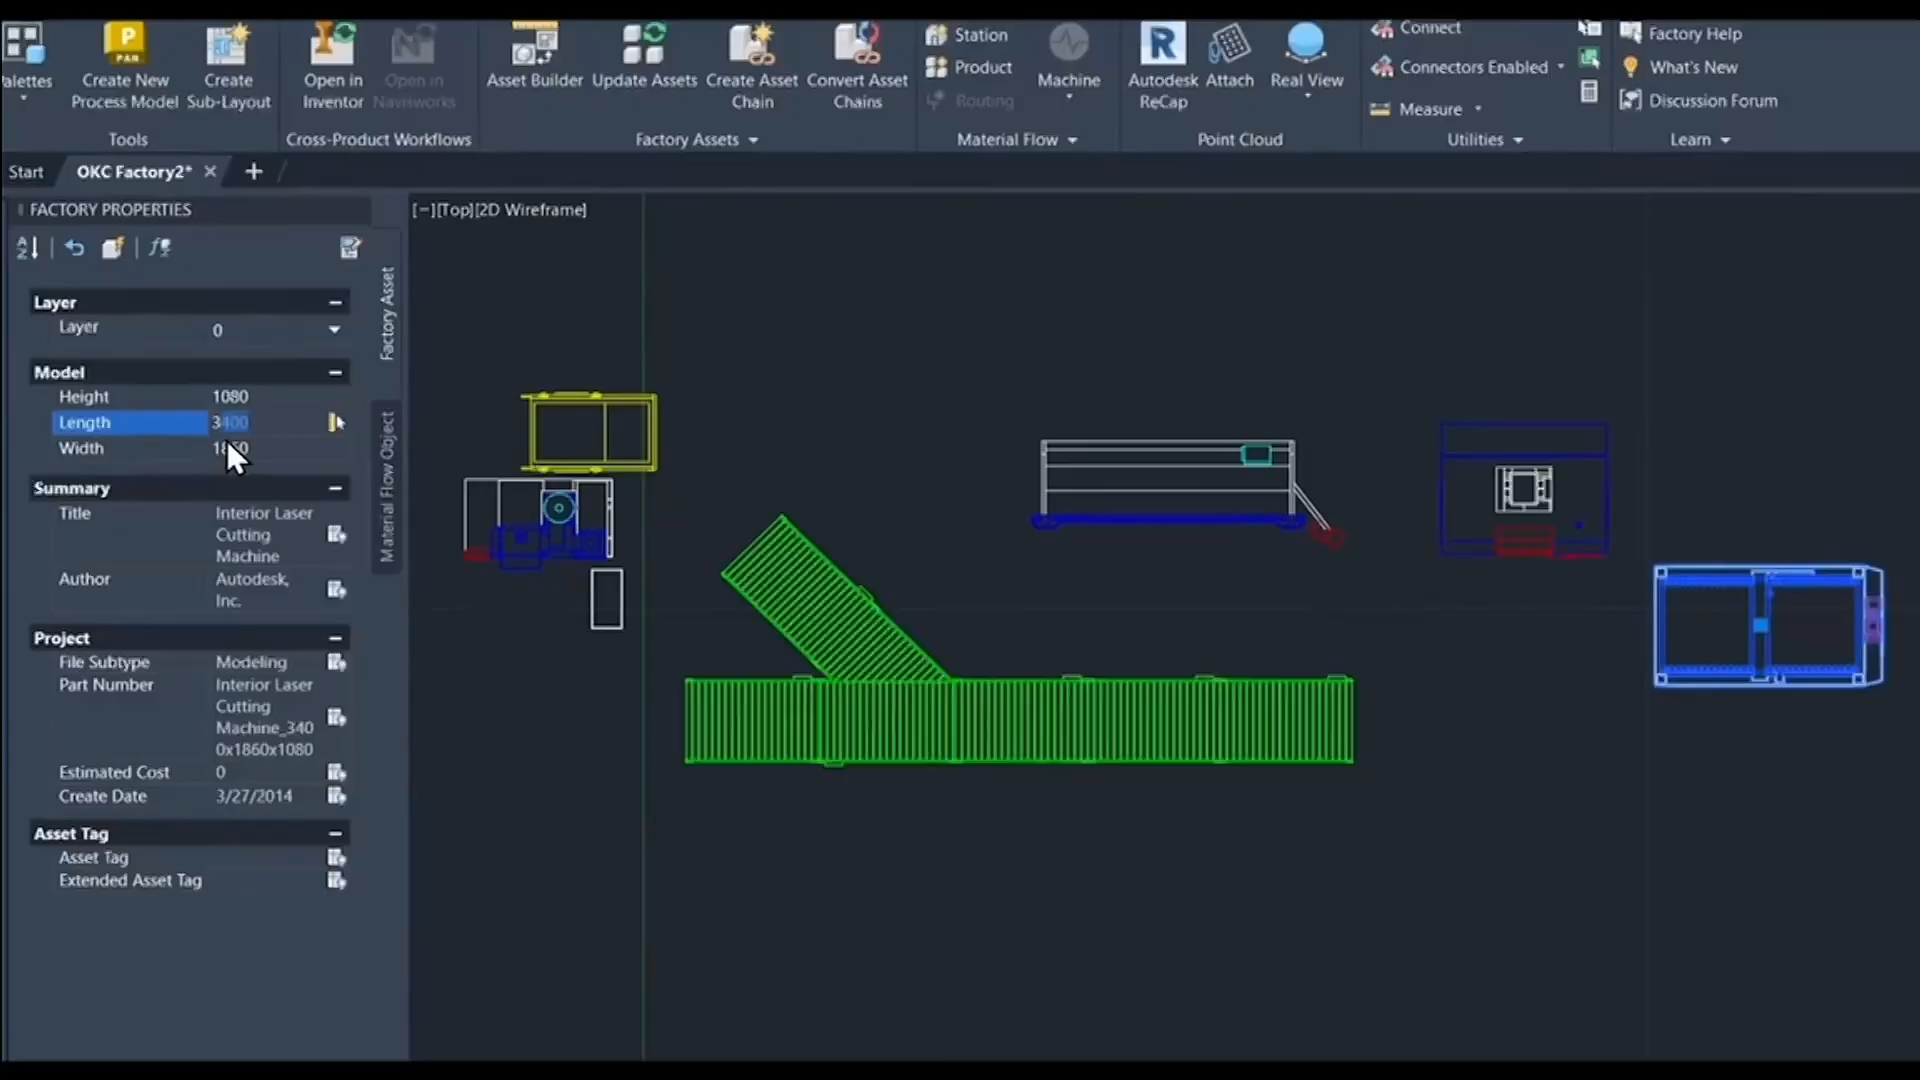 alettes
Create New
Process Model
Create
Sub-Layout
Tools
Open in
Inventor
Open in
Navisworks
Cross-Product Workflows
Asset Builder
Update Assets
Create Asset
Chain
Convert Asset
Chains
Factory Assets
Station
Product
Routing
Machine
Material Flow
Autodesk
ReCap
Attach
Real View
Point Cloud
Connect
Connectors Enabled
Measure
Utilities
Factory Help
What's New
Discussion Forum
Learn
Start
OKC Factory2*
FACTORY PROPERTIES
Factory Asset
Material Flow Object
[−][Top][2D Wireframe]
Layer
Layer 0
Model
Height 1080
Length 3400
Width
Summary
Title Interior Laser
Cutting
Machine
Author Autodesk,
Inc.
Project
File Subtype Modeling
Part Number Interior Laser
Cutting
Machine_340
0x1860x1080
Estimated Cost 0
Create Date 3/27/2014
Asset Tag
Asset Tag
Extended Asset Tag